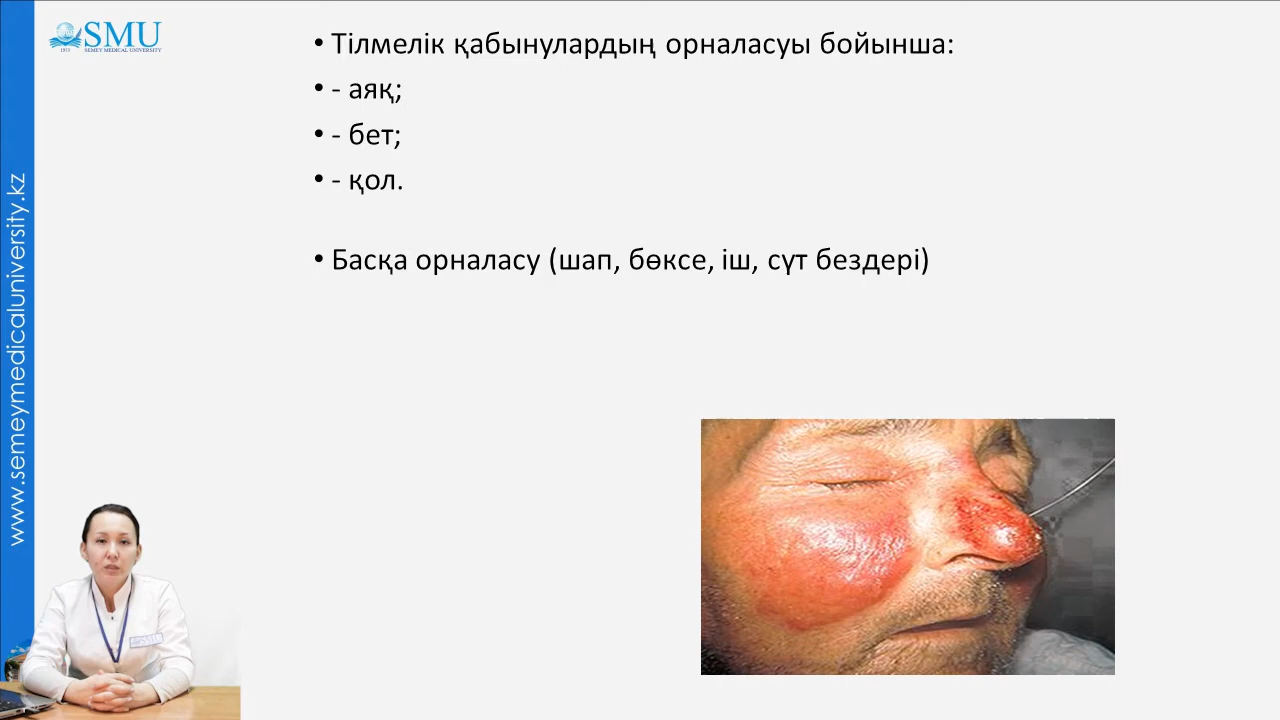 SMU
SEMEY MEDICAL UNIVERSITY
• Тілмелік қабынулардың орналасуы бойынша:
• - аяқ;
• - бет;
• - қол.
• Басқа орналасу (шап, бөксе, іш, сүт бездері)
www.semeymedicaluniversity.kz
SMU